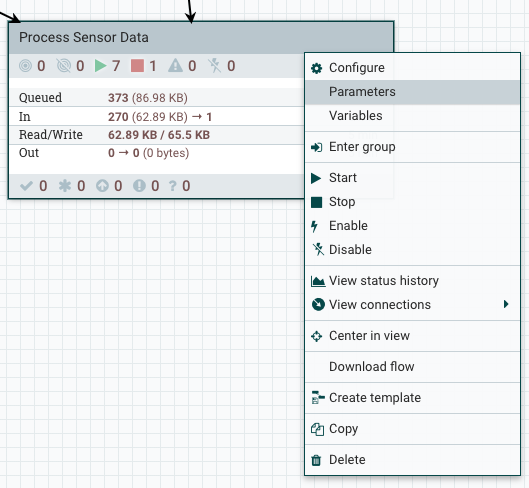 Process Sensor Data
0 0 7 1 0 0
Queued 373 (86.98 KB)
In 270 (62.89 KB) → 1
Read/Write 62.89 KB / 65.5 KB
Out 0 → 0 (0 bytes)
0 0 0 0 ? 0
Configure
Parameters
Variables
Enter group
Start
Stop
Enable
Disable
View status history
View connections
Center in view
Download flow
Create template
Copy
Delete